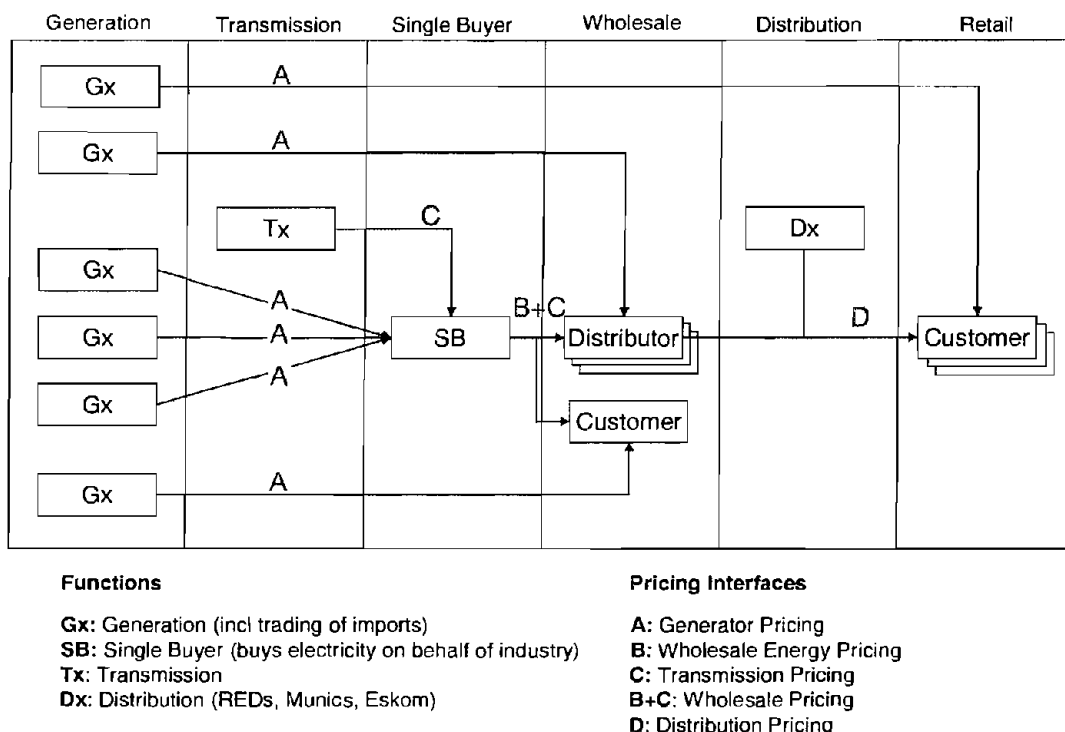 Generation Transmission Single Buyer Wholesale Distribution Retail
Gx A
Gx A
Tx C Dx
Gx
A
B+C D
Gx A SB Distributor Customer
A
Gx Customer
Gx A
Functions Pricing Interfaces
Gx: Generation (incl trading of imports) A: Generator Pricing
SB: Single Buyer (buys electricity on behalf of industry) B: Wholesale Energy Pricing
Tx: Transmission C: Transmission Pricing
Dx: Distribution (REDs, Munics, Eskom) B+C: Wholesale Pricing
D: Distribution Pricing